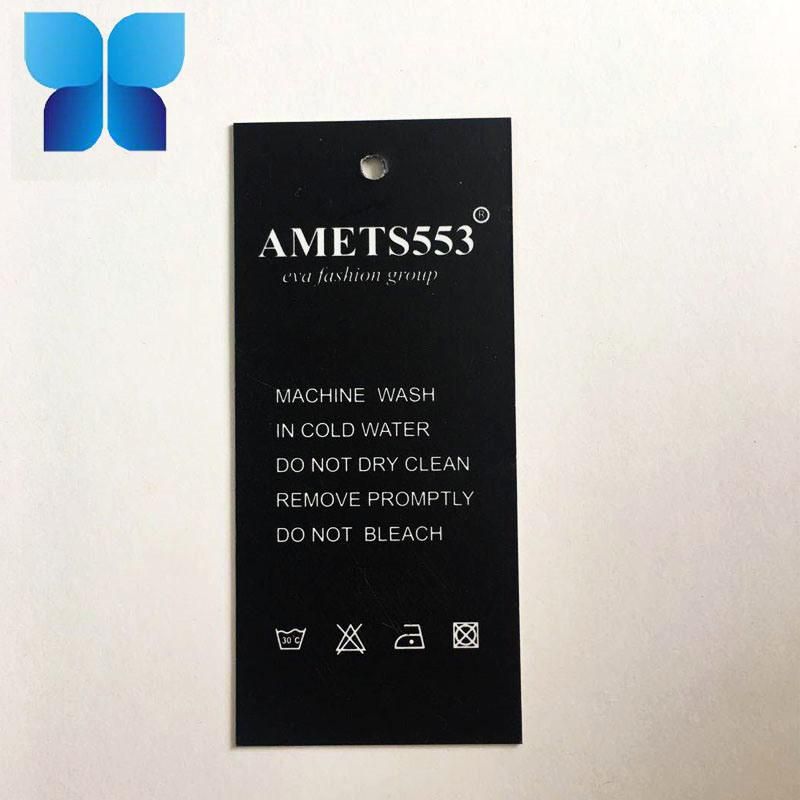 AMETS553®
eva fashion group
MACHINE WASH
IN COLD WATER
DO NOT DRY CLEAN
REMOVE PROMPTLY
DO NOT BLEACH
30°C